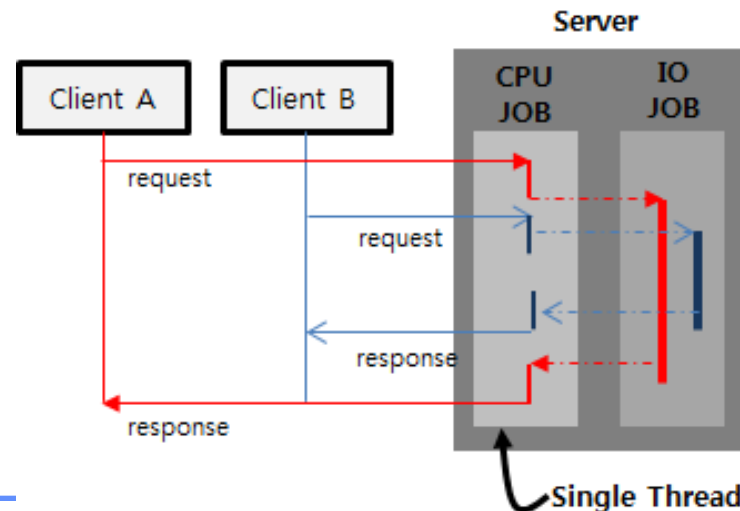 Server
Client A
Client B
CPU
JOB
IO
JOB
request
request
response
response
Single Thread